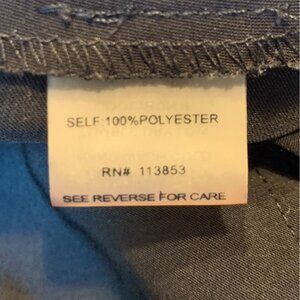 SELF:100%POLYESTER
RN# 113853
SEE REVERSE FOR CARE